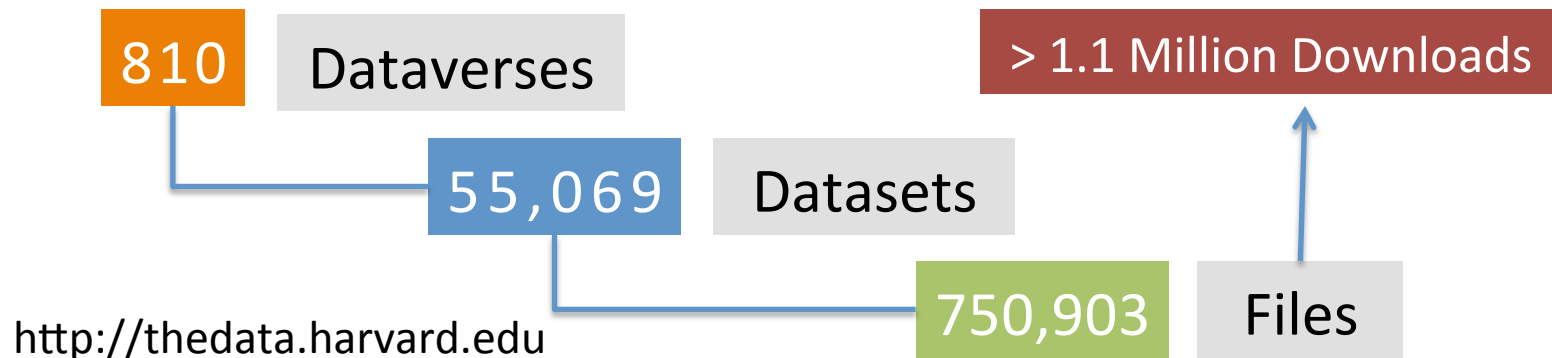 810 Dataverses
> 1.1 Million Downloads
55,069 Datasets
750,903 Files
http://thedata.harvard.edu